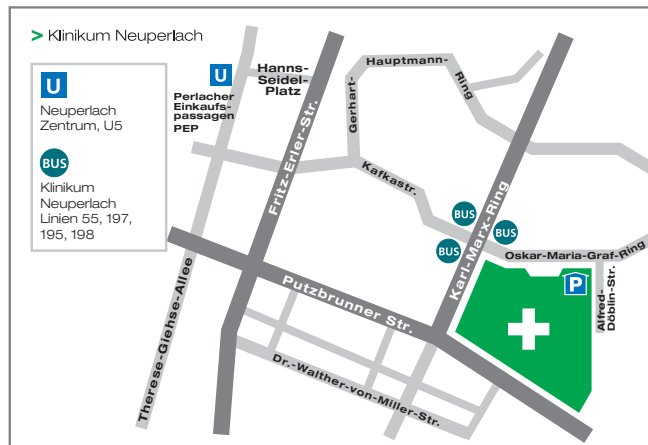 > Klinikum Neuperlach
U
Neuperlach
Zentrum, U5
BUS
Klinikum
Neuperlach
Linien 55, 197,
195, 198
U
Perlacher
Einkaufs-
passagen
PEP
Hanns-
Seidel-
Platz
Fritz-Erler-Str.
Gerhart-
Hauptmann-
Ring
Kafkastr.
BUS
BUS
BUS
Karl-Marx-Ring
Oskar-Maria-Graf-Ring
P
Alfred-
Döblin-Str.
Therese-Giehse-Allee
Putzbrunner Str.
Dr.-Walther-von-Miller-Str.